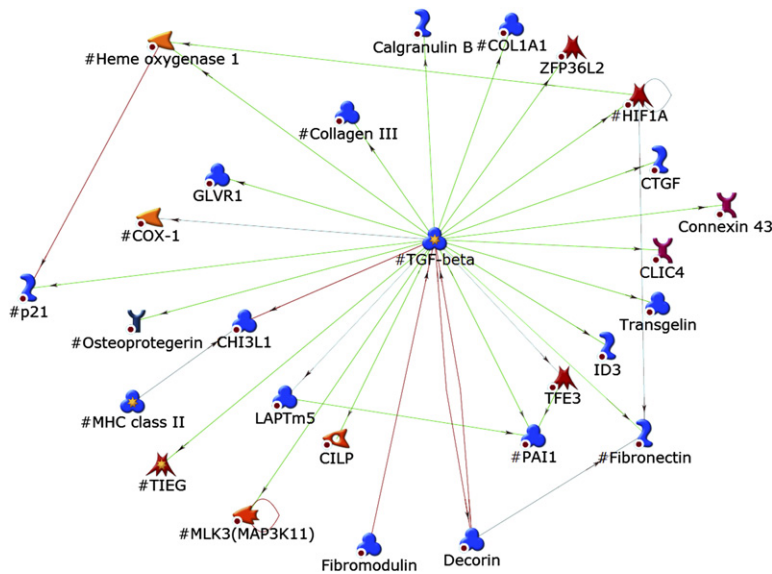 #Heme oxygenase 1
Calgranulin B
#COL1A1
ZFP36L2
#HIF1A
#Collagen III
GLVR1
CTGF
#COX-1
Connexin 43
#TGF-beta
CLIC4
#p21
#Osteoprotegerin
CHI3L1
Transgelin
ID3
TFE3
#MHC class II
LAPTm5
#PAI1
#Fibronectin
CILP
#TIEG
#MLK3(MAP3K11)
Fibromodulin
Decorin